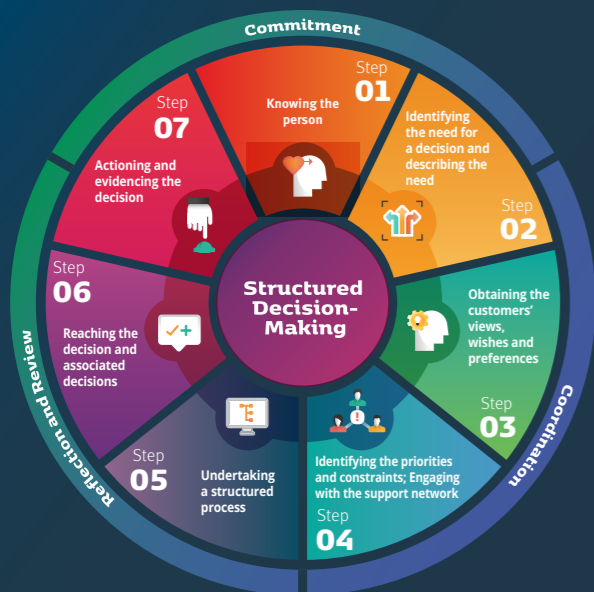 Commitment
Step
01
Knowing the
person
Identifying
the need for
a decision and
describing the
need
Step
02
Obtaining the
customers’
views,
wishes and
preferences
Step
03
Identifying the priorities
and constraints; Engaging
with the support network
Step
04
Step
05
Undertaking
a structured
process
Step
06
Reaching the
decision and
associated
decisions
Step
07
Actioning and
evidencing the
decision
Structured
Decision-
Making
Coordination
Reflection and Review
!